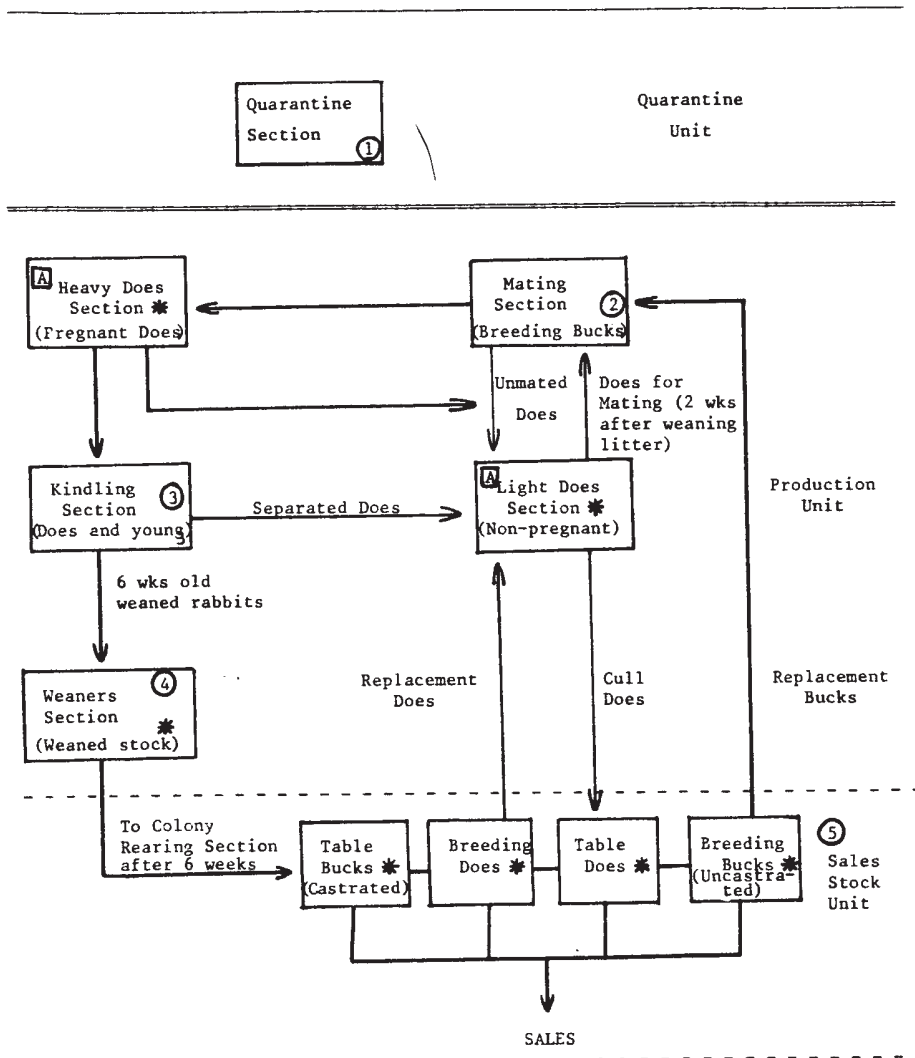 Quarantine
Section
1
Quarantine
Unit
A
Heavy Does
Section *
(Fregnant Does)
Mating
Section
2
(Breeding Bucks)
Unmated
Does
Does for
Mating (2 wks
after weaning
litter)
Kindling
Section
3
(Does and young)
Separated Does
A
Light Does
Section *
(Non-pregnant)
Production
Unit
6 wks old
weaned rabbits
Weaners
Section
4
*
(Weaned stock)
Replacement
Does
Cull
Does
Replacement
Bucks
To Colony
Rearing Section
after 6 weeks
Table
Bucks *
(Castrated)
Breeding
Does *
Table
Does *
Breeding
Bucks *
(Uncastra-
ted)
5
Sales
Stock
Unit
SALES